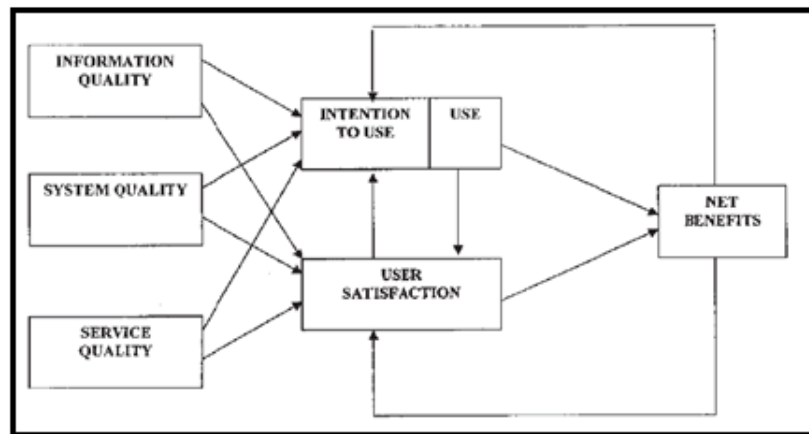 INFORMATION
QUALITY
INTENTION
TO USE
USE
SYSTEM QUALITY
NET
BENEFITS
USER
SATISFACTION
SERVICE
QUALITY